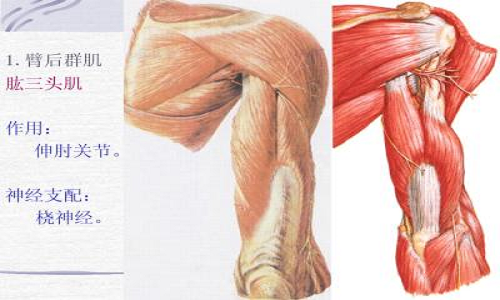 1.臂后群肌
肱三头肌
作用：
伸肘关节。
神经支配：
桡神经。